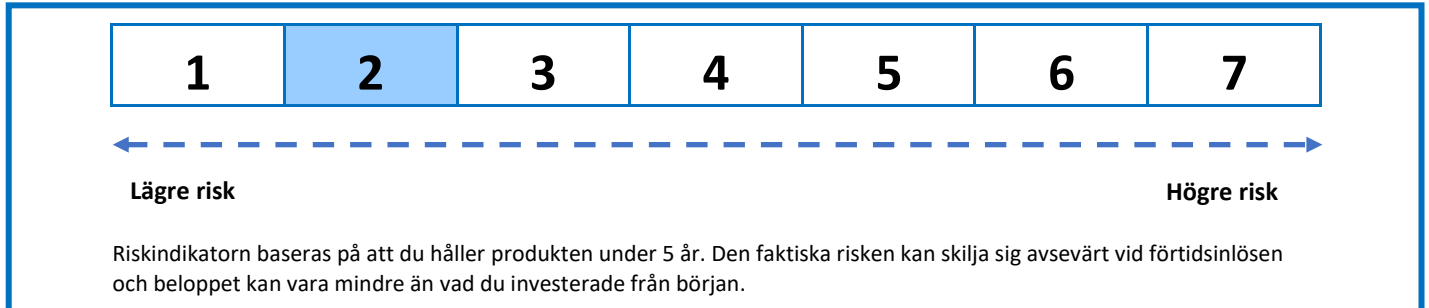 1 2 3 4 5 6 7
Lägre risk Högre risk
Riskindikatorn baseras på att du håller produkten under 5 år. Den faktiska risken kan skilja sig avsevärt vid förtidsinlösen
och beloppet kan vara mindre än vad du investerade från början.